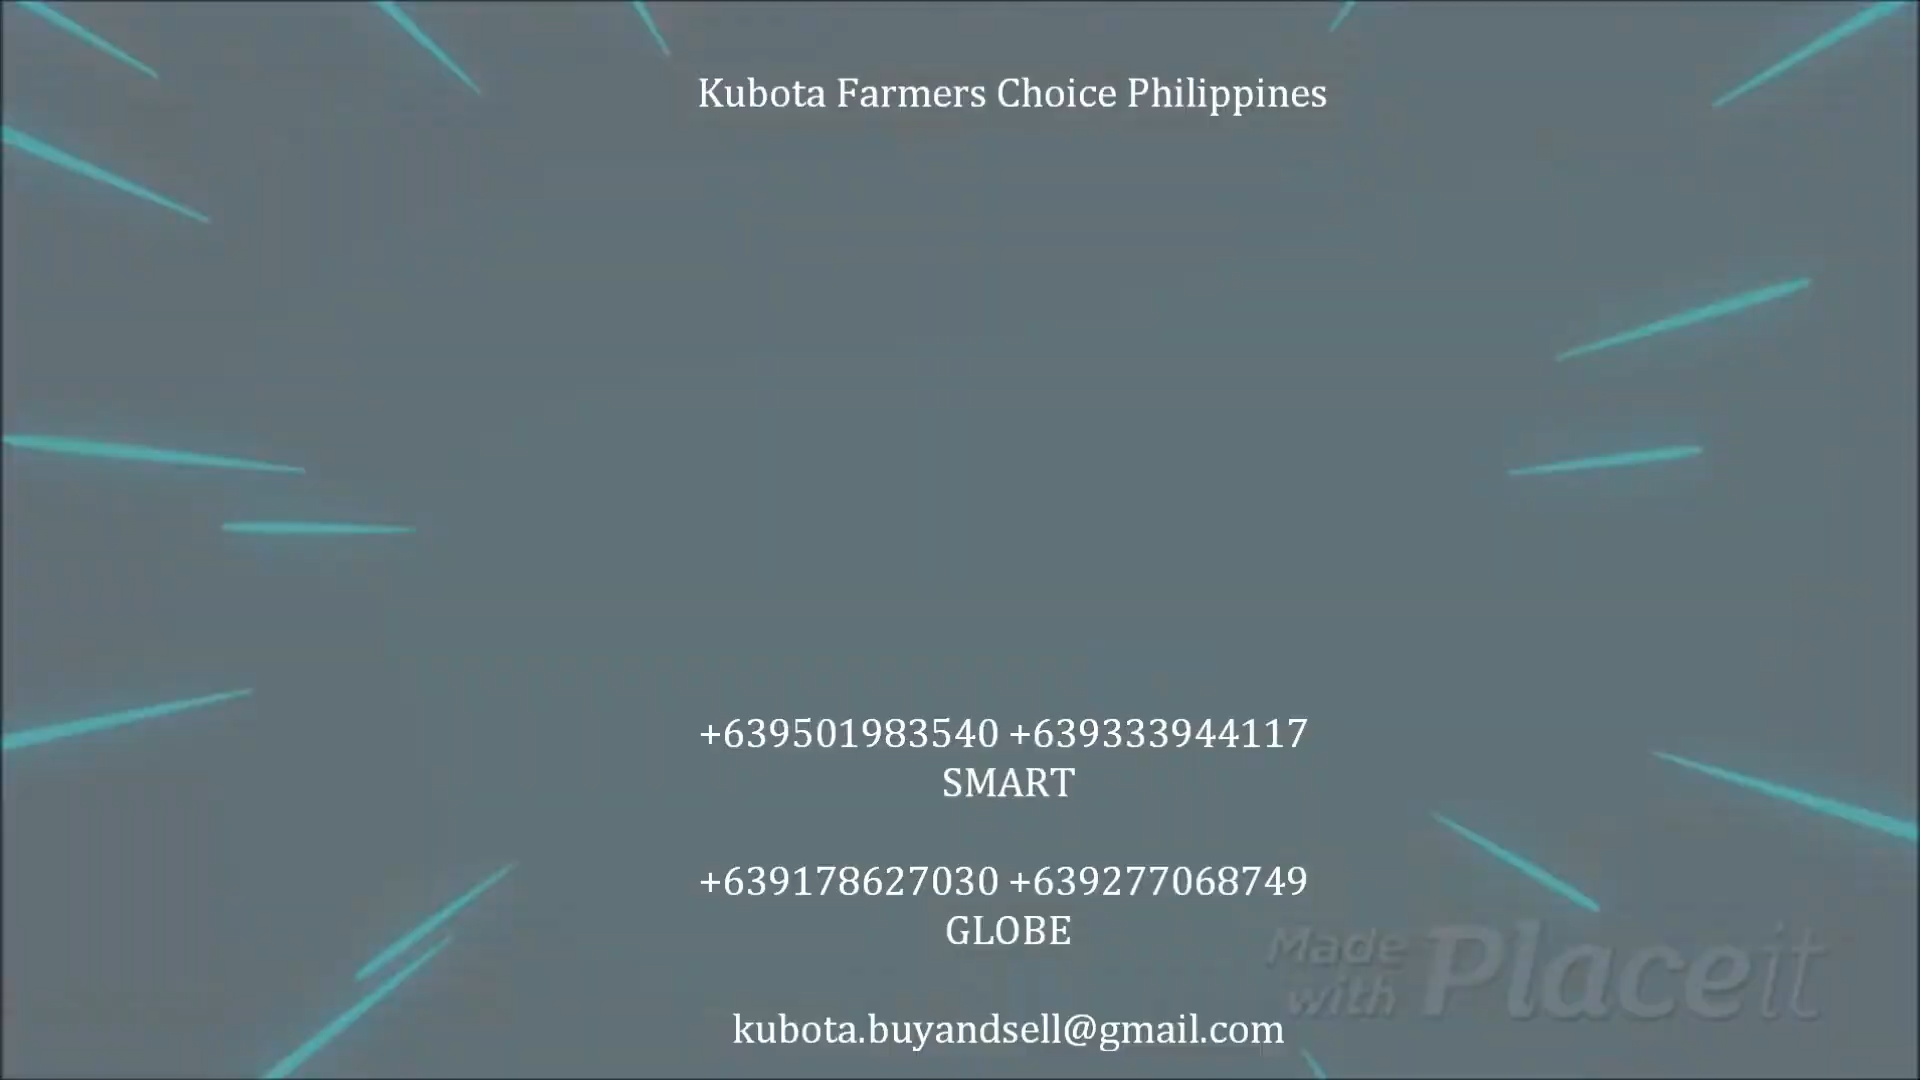 Kubota Farmers Choice Philippines
+639501983540 +639333944117
SMART
+639178627030 +639277068749
GLOBE
Made
with Placeit
kubota.buyandsell@gmail.com